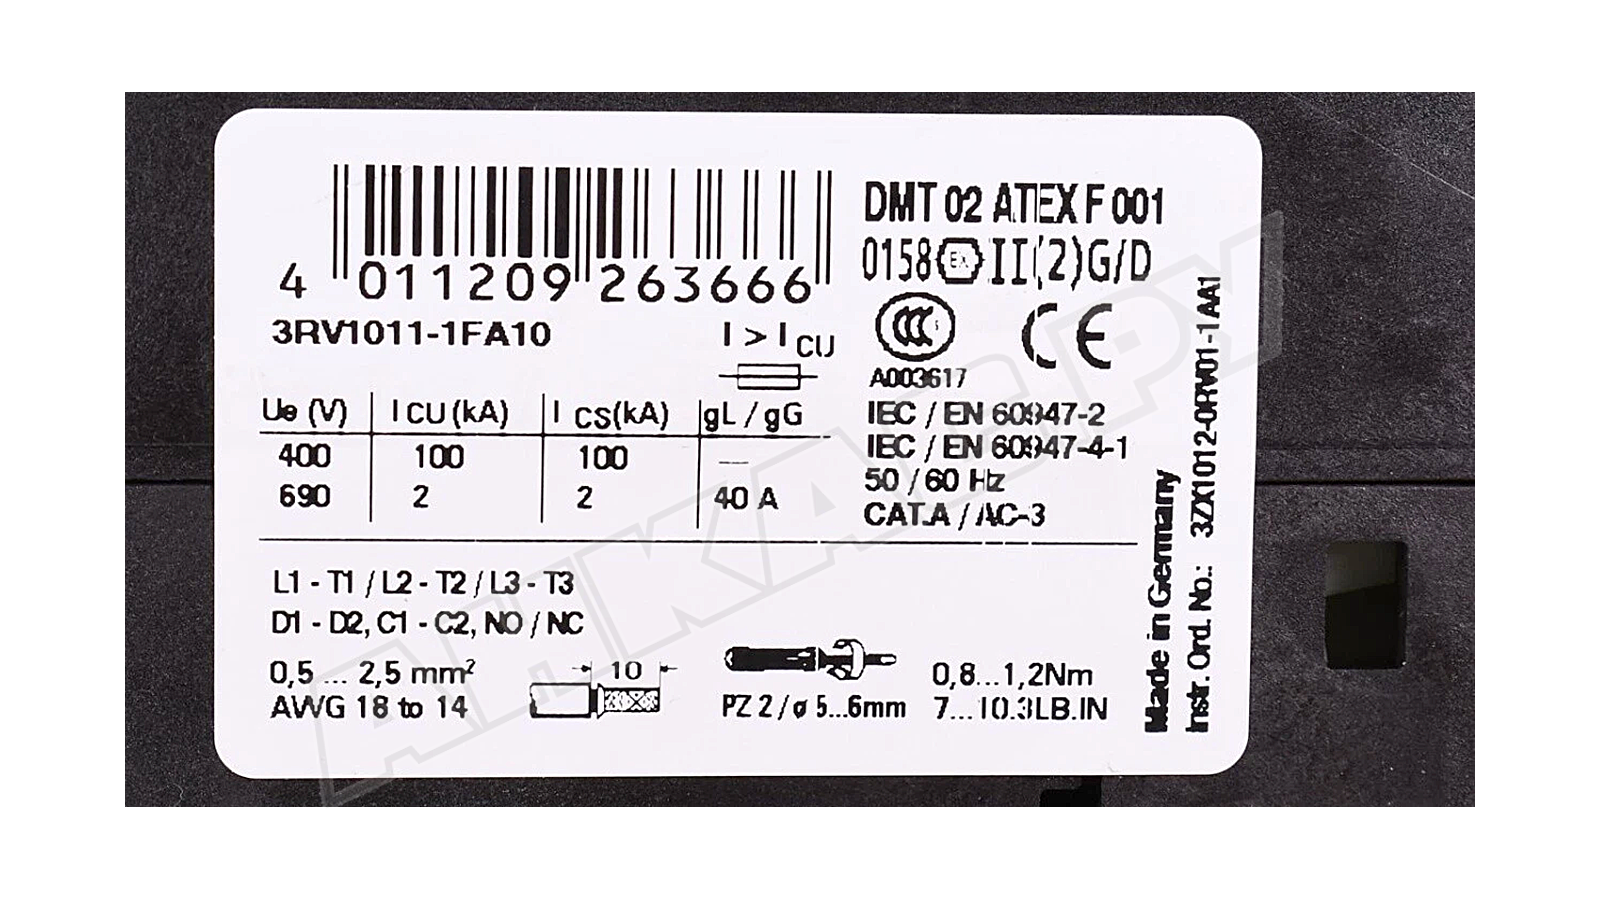 4 011209 263666
3RV1011-1FA10
I > I CU
Ue (V) I CU (kA) I CS (kA) gL / gG
400 100 100 —
690 2 2 40 A
DMT 02 ATEX F 001
0158 Ex II (2) G/D
CCC S CE
A003617
IEC / EN 60947-2
IEC / EN 60947-4-1
50 / 60 Hz
CAT.A / AC-3
L1 - T1 / L2 - T2 / L3 - T3
D1 - D2, C1 - C2, NO / NC
0,5 ... 2,5 mm²
AWG 18 to 14
10
PZ 2 / ø 5...6mm
0,8...1,2Nm
7...10.3LB.IN
Made in Germany
Instr. Ord. No.: 3ZX1012-0RV01-1AA1
ALIKALEPY